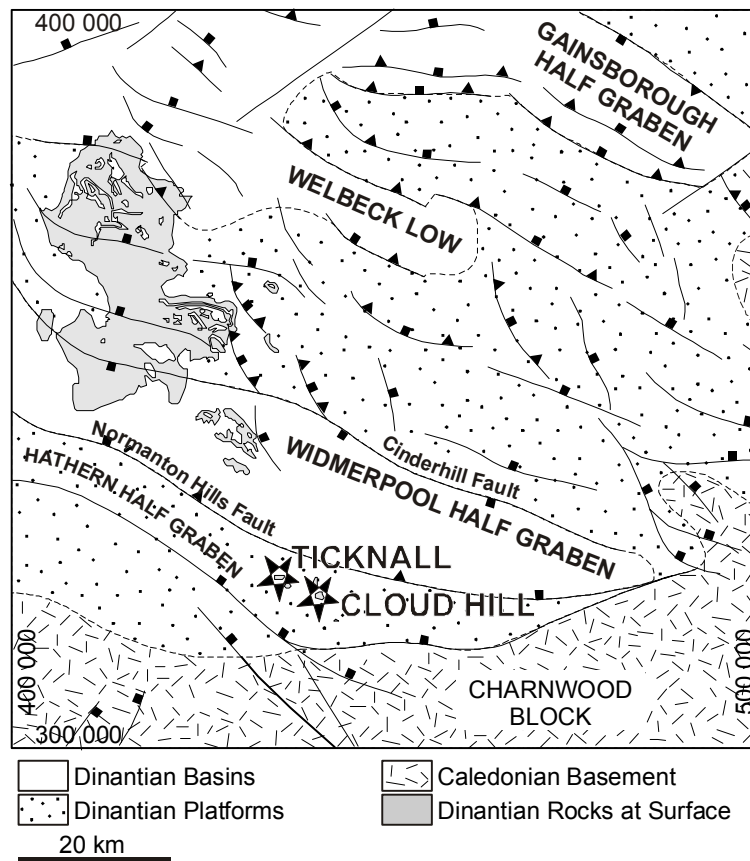 400 000
GAINSBOROUGH
HALF GRABEN
WELBECK LOW
Normanton Hills Fault
Cinderhill Fault
HATHERN HALF GRABEN
WIDMERPOOL HALF GRABEN
TICKNALL
CLOUD HILL
400 000
500 000
CHARNWOOD
BLOCK
300 000
Dinantian Basins
Caledonian Basement
Dinantian Platforms
Dinantian Rocks at Surface
20 km